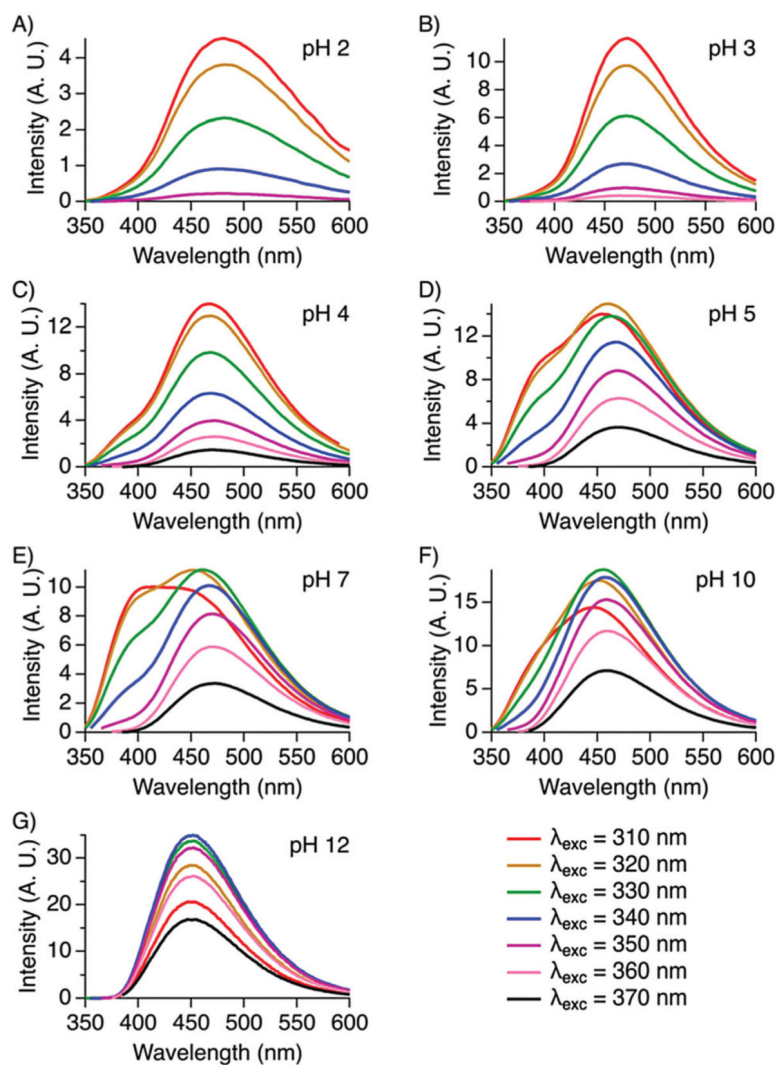 A)
pH 2
Intensity (A. U.)
4
3
2
1
0
350 400 450 500 550 600
Wavelength (nm)
B)
pH 3
Intensity (A. U.)
10
8
6
4
2
0
350 400 450 500 550 600
Wavelength (nm)
C)
pH 4
Intensity (A. U.)
12
8
4
0
350 400 450 500 550 600
Wavelength (nm)
D)
pH 5
Intensity (A. U.)
12
8
4
0
350 400 450 500 550 600
Wavelength (nm)
E)
pH 7
Intensity (A. U.)
10
8
6
4
2
0
350 400 450 500 550 600
Wavelength (nm)
F)
pH 10
Intensity (A. U.)
15
10
5
0
350 400 450 500 550 600
Wavelength (nm)
G)
pH 12
Intensity (A. U.)
30
20
10
0
350 400 450 500 550 600
Wavelength (nm)
λexc = 310 nm
λexc = 320 nm
λexc = 330 nm
λexc = 340 nm
λexc = 350 nm
λexc = 360 nm
λexc = 370 nm